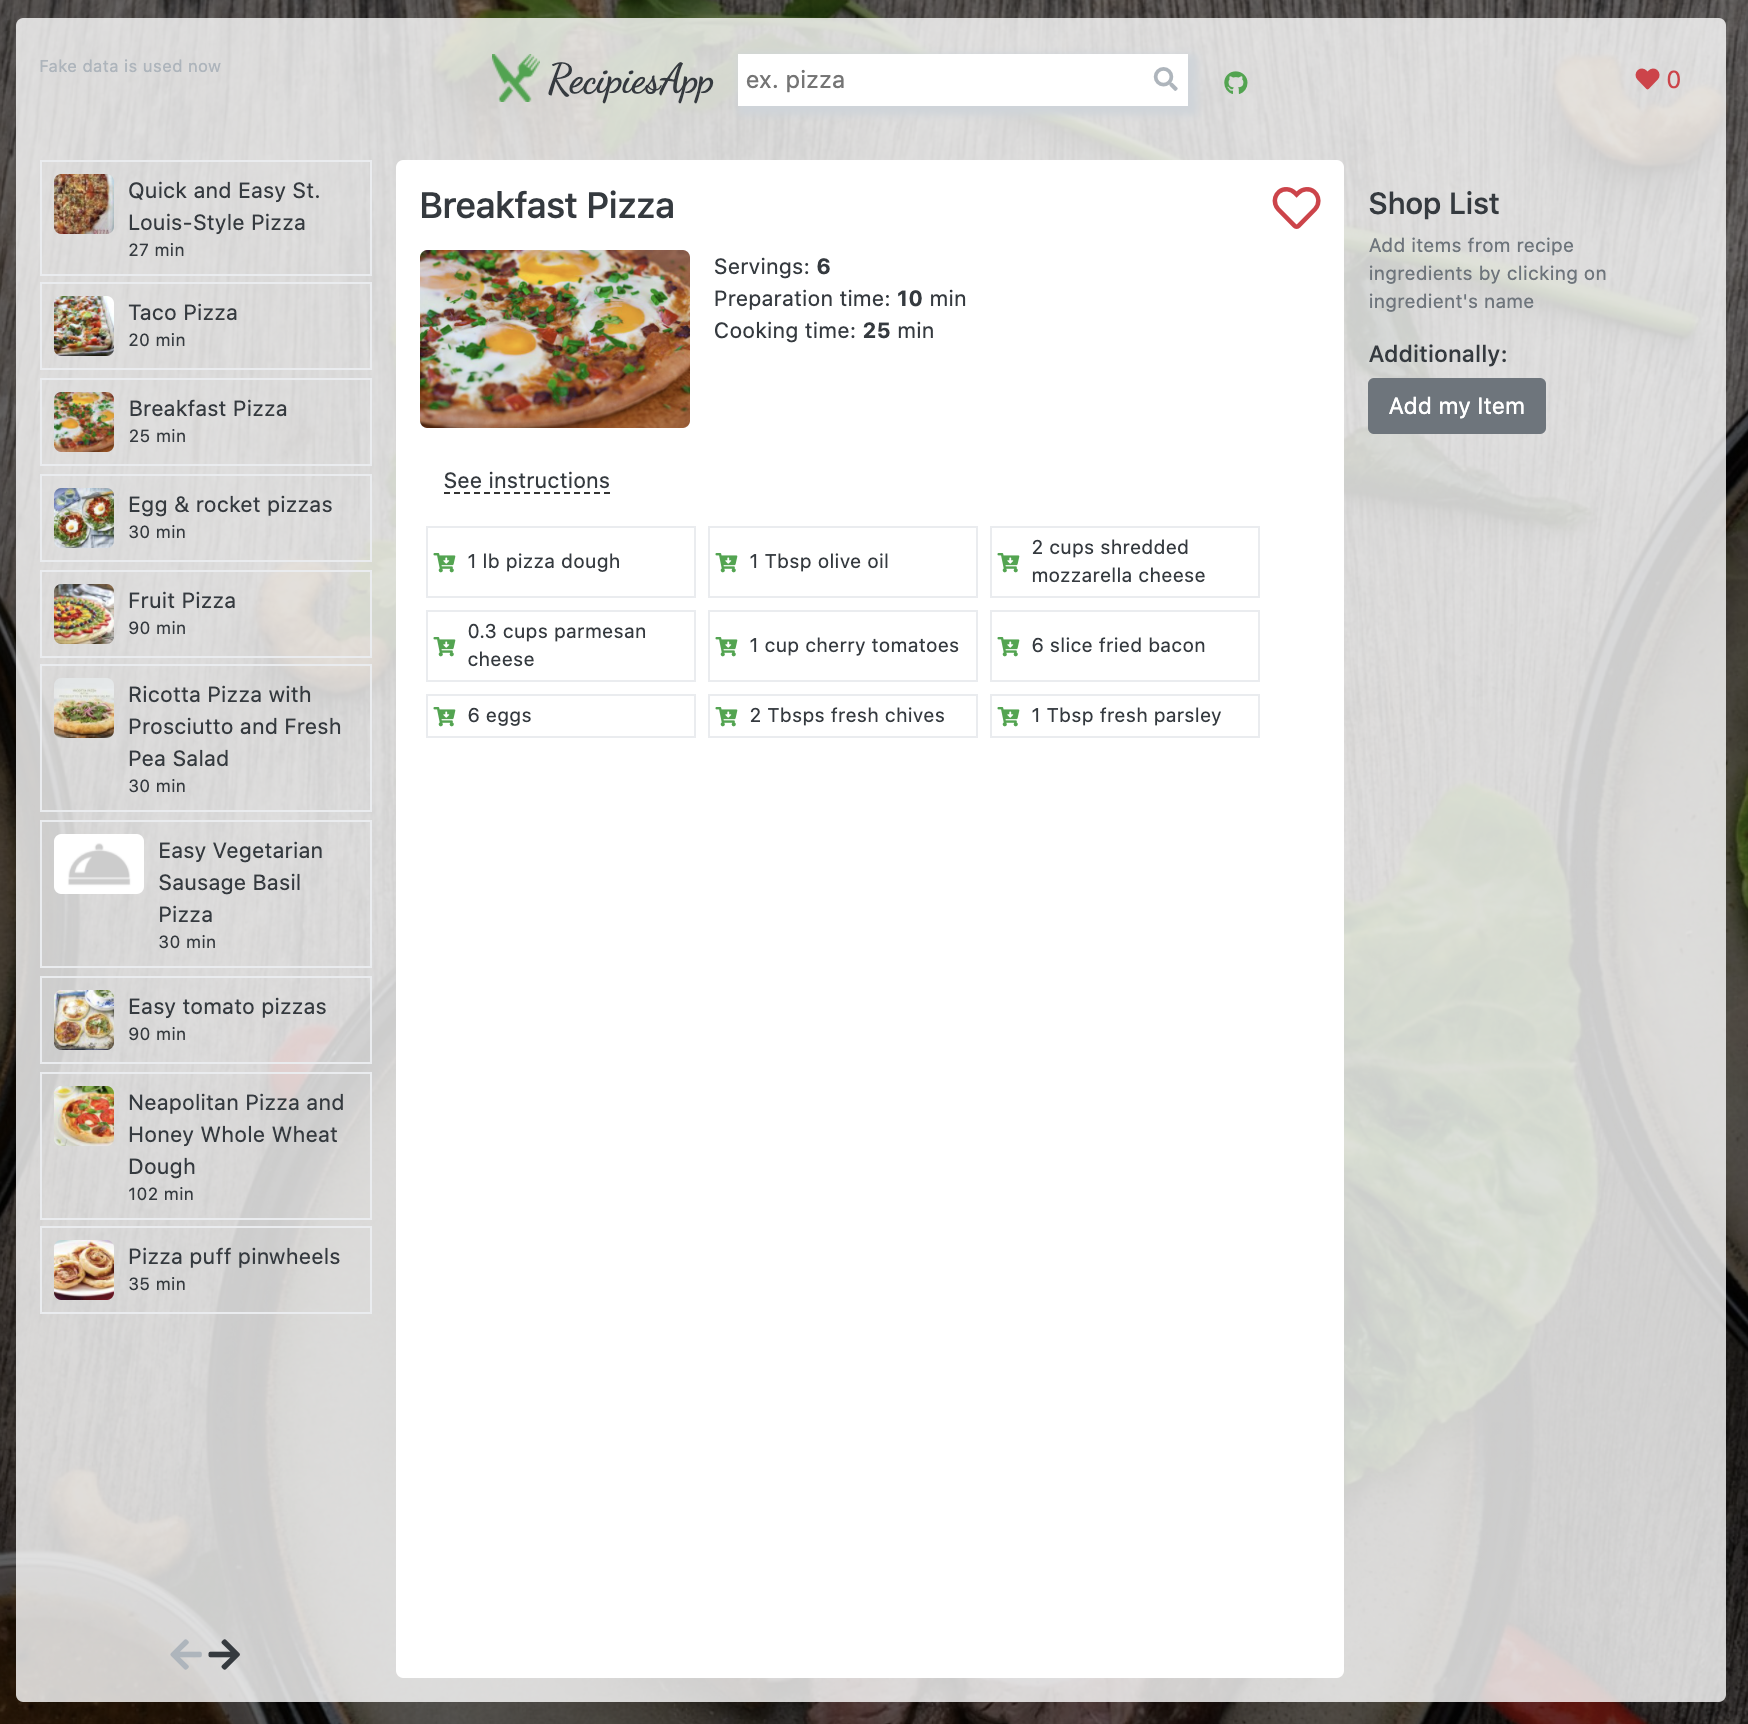 Fake data is used now
RecipiesApp
ex. pizza
0
Quick and Easy St.
Louis-Style Pizza
27 min
Taco Pizza
20 min
Breakfast Pizza
25 min
Egg & rocket pizzas
30 min
Fruit Pizza
90 min
Ricotta Pizza with
Prosciutto and Fresh
Pea Salad
30 min
Easy Vegetarian
Sausage Basil
Pizza
30 min
Easy tomato pizzas
90 min
Neapolitan Pizza and
Honey Whole Wheat
Dough
102 min
Pizza puff pinwheels
35 min
Breakfast Pizza
Servings: 6
Preparation time: 10 min
Cooking time: 25 min
See instructions
1 lb pizza dough
1 Tbsp olive oil
2 cups shredded
mozzarella cheese
0.3 cups parmesan
cheese
1 cup cherry tomatoes
6 slice fried bacon
6 eggs
2 Tbsps fresh chives
1 Tbsp fresh parsley
Shop List
Add items from recipe
ingredients by clicking on
ingredient's name
Additionally:
Add my Item